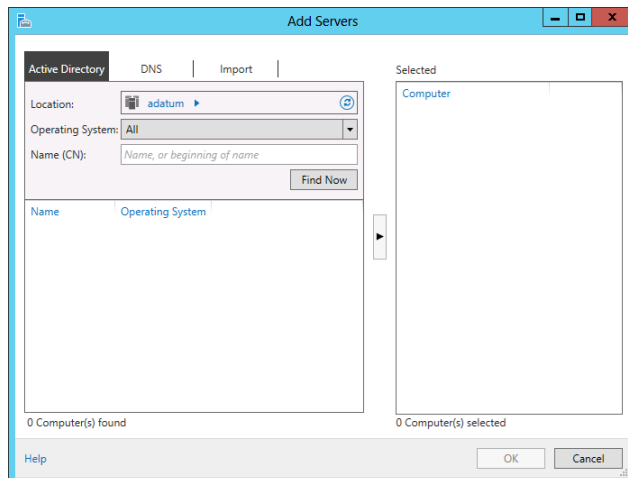 Add Servers
Active Directory DNS Import
Location: adatum
Operating System: All
Name (CN): Name, or beginning of name
Find Now
Name Operating System
0 Computer(s) found
Selected
Computer
0 Computer(s) selected
Help OK Cancel